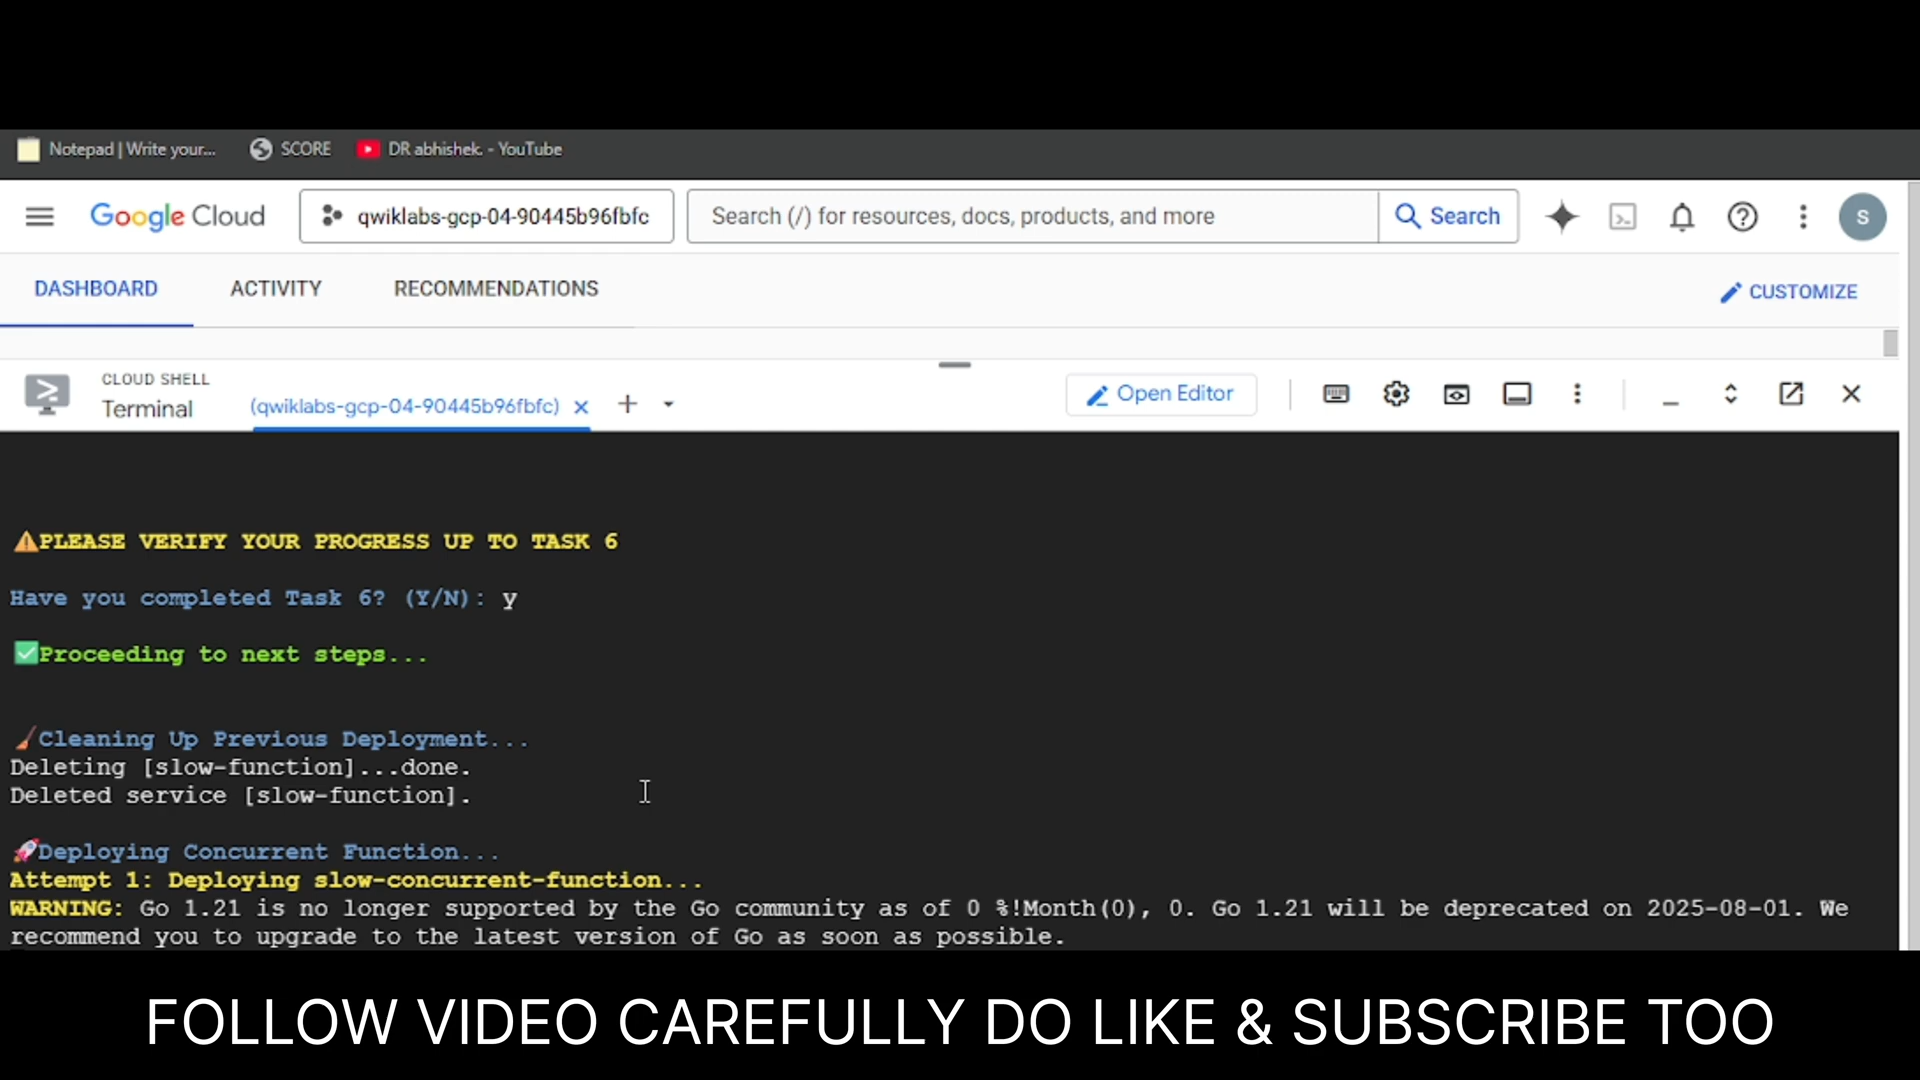 Notepad | Write your...
SCORE
DR abhishek. - YouTube
Google Cloud
qwiklabs-gcp-04-90445b96fbfc
Search (/) for resources, docs, products, and more
Search
S
DASHBOARD
ACTIVITY
RECOMMENDATIONS
CUSTOMIZE
CLOUD SHELL
Terminal
(qwiklabs-gcp-04-90445b96fbfc)
Open Editor
⚠️PLEASE VERIFY YOUR PROGRESS UP TO TASK 6
Have you completed Task 6? (Y/N): y
✅Proceeding to next steps...
🧹Cleaning Up Previous Deployment...
Deleting [slow-function]...done.
Deleted service [slow-function].
🚀Deploying Concurrent Function...
Attempt 1: Deploying slow-concurrent-function...
WARNING: Go 1.21 is no longer supported by the Go community as of 0 %!Month(0), 0. Go 1.21 will be deprecated on 2025-08-01. We
recommend you to upgrade to the latest version of Go as soon as possible.
FOLLOW VIDEO CAREFULLY DO LIKE & SUBSCRIBE TOO